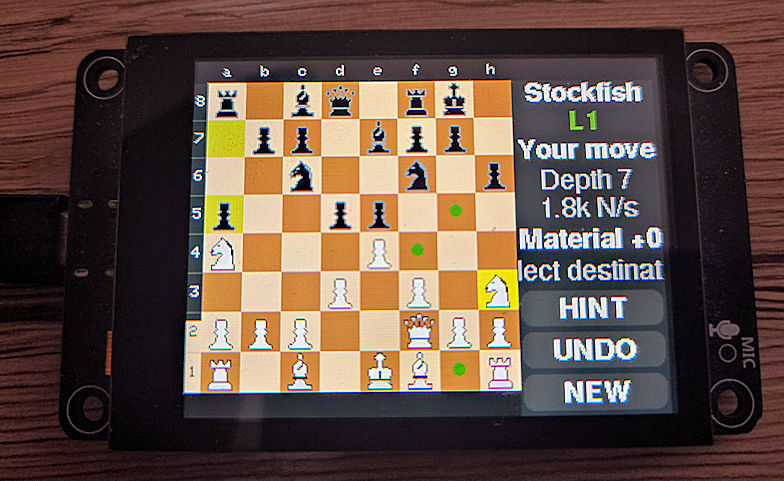 a b c d e f g h
8
7
6
5
4
3
2
1
Stockfish
L1
Your move
Depth 7
1.8k N/s
Material +0
lect destinat
HINT
UNDO
NEW
MIC